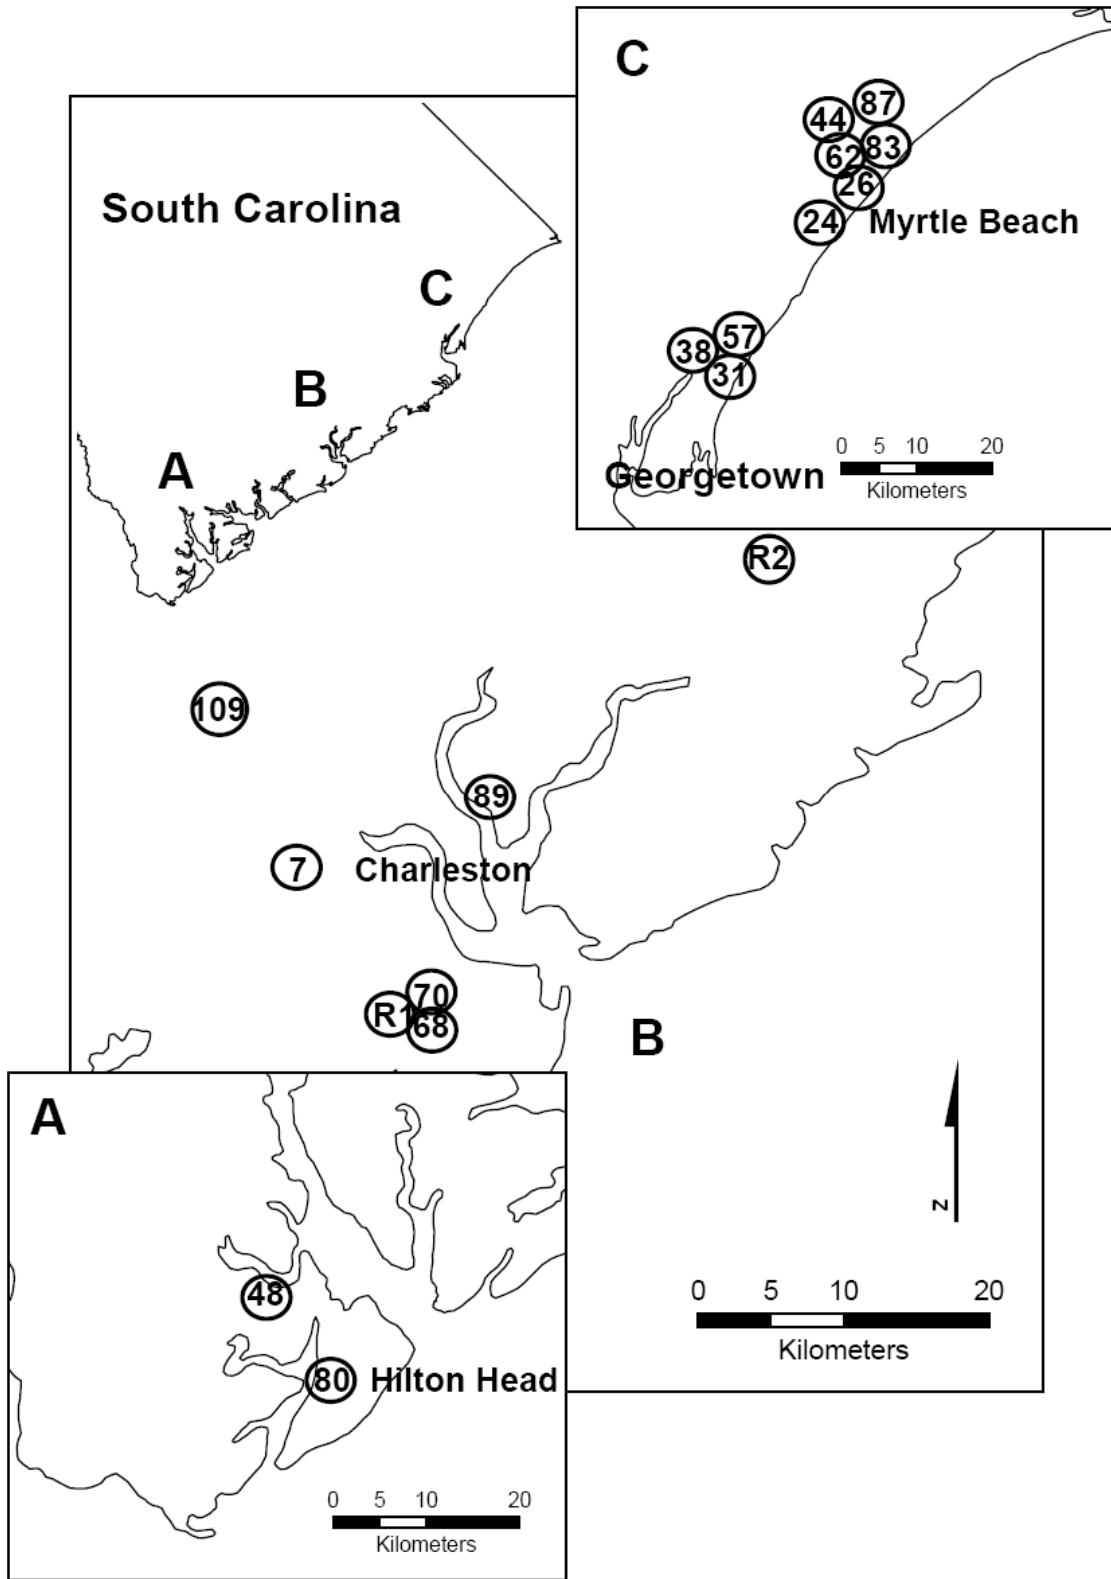 C
87
44
83
62
26
24
Myrtle Beach
57
38
31
0 5 10 20
Kilometers
Georgetown
South Carolina
C
B
A
R2
109
89
7
Charleston
70
R1
68
B
N
0 5 10 20
Kilometers
A
48
80
Hilton Head
0 5 10 20
Kilometers